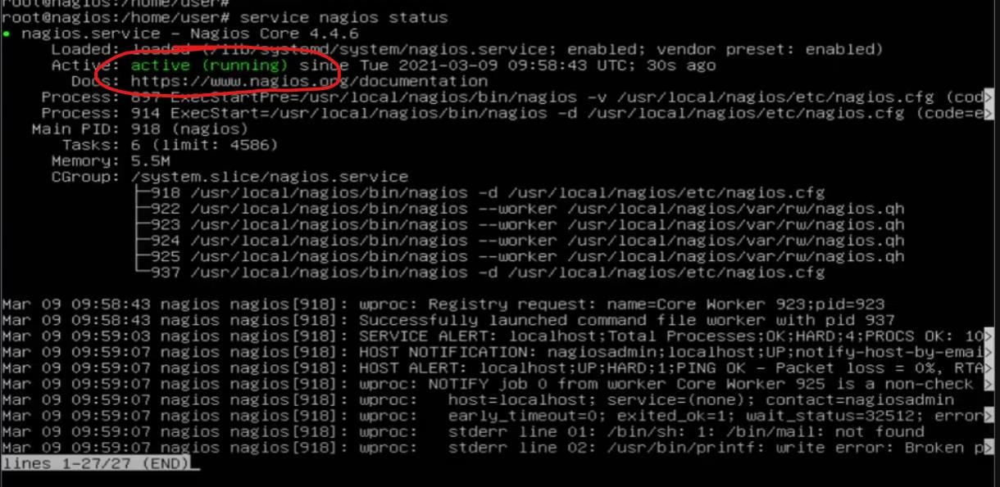 root@nagios:/home/user#
root@nagios:/home/user# service nagios status
● nagios.service - Nagios Core 4.4.6
Loaded: loaded (/lib/systemd/system/nagios.service; enabled; vendor preset: enabled)
Active: active (running) since Tue 2021-03-09 09:58:43 UTC; 30s ago
Docs: https://www.nagios.org/documentation
Process: 897 ExecStartPre=/usr/local/nagios/bin/nagios -v /usr/local/nagios/etc/nagios.cfg (cod>
Process: 914 ExecStart=/usr/local/nagios/bin/nagios -d /usr/local/nagios/etc/nagios.cfg (code=e>
Main PID: 918 (nagios)
Tasks: 6 (limit: 4586)
Memory: 5.5M
CGroup: /system.slice/nagios.service
├─918 /usr/local/nagios/bin/nagios -d /usr/local/nagios/etc/nagios.cfg
├─922 /usr/local/nagios/bin/nagios --worker /usr/local/nagios/var/rw/nagios.qh
├─923 /usr/local/nagios/bin/nagios --worker /usr/local/nagios/var/rw/nagios.qh
├─924 /usr/local/nagios/bin/nagios --worker /usr/local/nagios/var/rw/nagios.qh
├─925 /usr/local/nagios/bin/nagios --worker /usr/local/nagios/var/rw/nagios.qh
└─937 /usr/local/nagios/bin/nagios -d /usr/local/nagios/etc/nagios.cfg
Mar 09 09:58:43 nagios nagios[918]: wproc: Registry request: name=Core Worker 923;pid=923
Mar 09 09:58:43 nagios nagios[918]: Successfully launched command file worker with pid 937
Mar 09 09:59:03 nagios nagios[918]: SERVICE ALERT: localhost;Total Processes;OK;HARD;4;PROCS OK: 10>
Mar 09 09:59:07 nagios nagios[918]: HOST NOTIFICATION: nagiosadmin;localhost;UP;notify-host-by-emai>
Mar 09 09:59:07 nagios nagios[918]: HOST ALERT: localhost;UP;HARD;1;PING OK - Packet loss = 0%, RTA>
Mar 09 09:59:07 nagios nagios[918]: wproc: NOTIFY job 0 from worker Core Worker 925 is a non-check >
Mar 09 09:59:07 nagios nagios[918]: wproc:   host=localhost; service=(none); contact=nagiosadmin
Mar 09 09:59:07 nagios nagios[918]: wproc:   early_timeout=0; exited_ok=1; wait_status=32512; error>
Mar 09 09:59:07 nagios nagios[918]: wproc:   stderr line 01: /bin/sh: 1: /bin/mail: not found
Mar 09 09:59:07 nagios nagios[918]: wproc:   stderr line 02: /usr/bin/printf: write error: Broken p>
lines 1-27/27 (END)